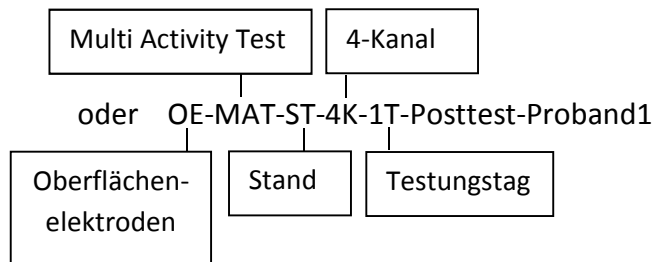 Multi Activity Test 4-Kanal
oder OE-MAT-ST-4K-1T-Posttest-Proband1
Oberflächen- Stand Testungstag
elektroden